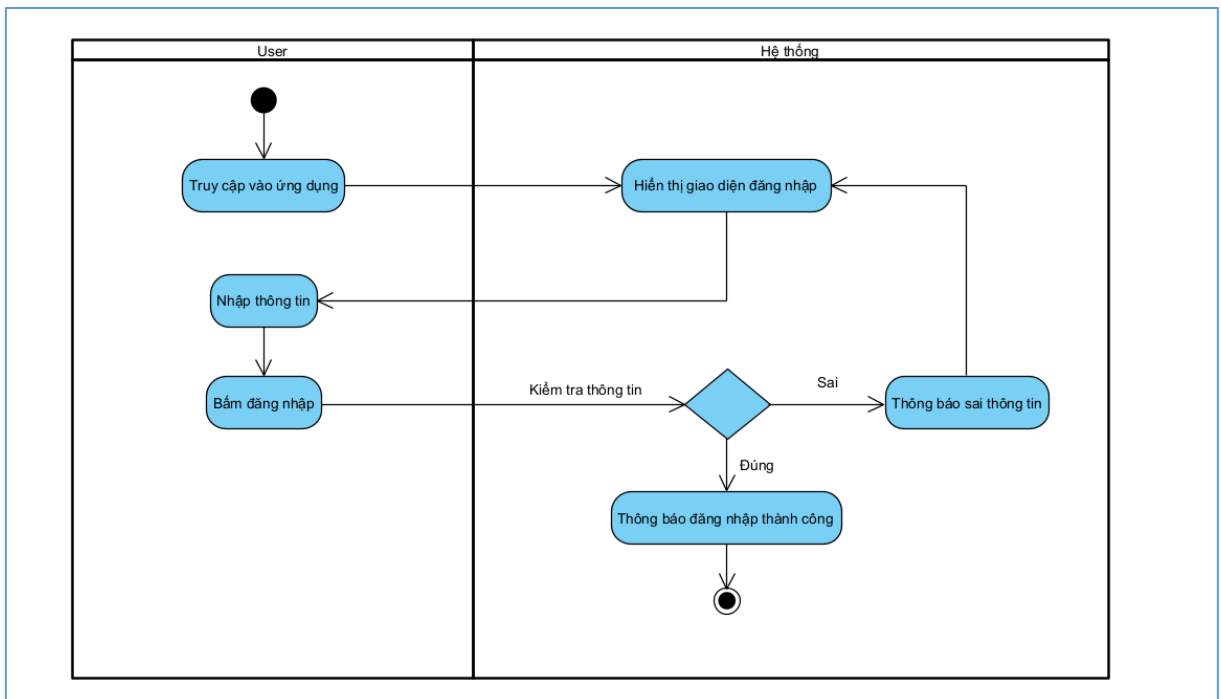 User
Hệ thống
Truy cập vào ứng dụng
Hiển thị giao diện đăng nhập
Nhập thông tin
Bấm đăng nhập
Kiểm tra thông tin
Sai
Thông báo sai thông tin
Đúng
Thông báo đăng nhập thành công